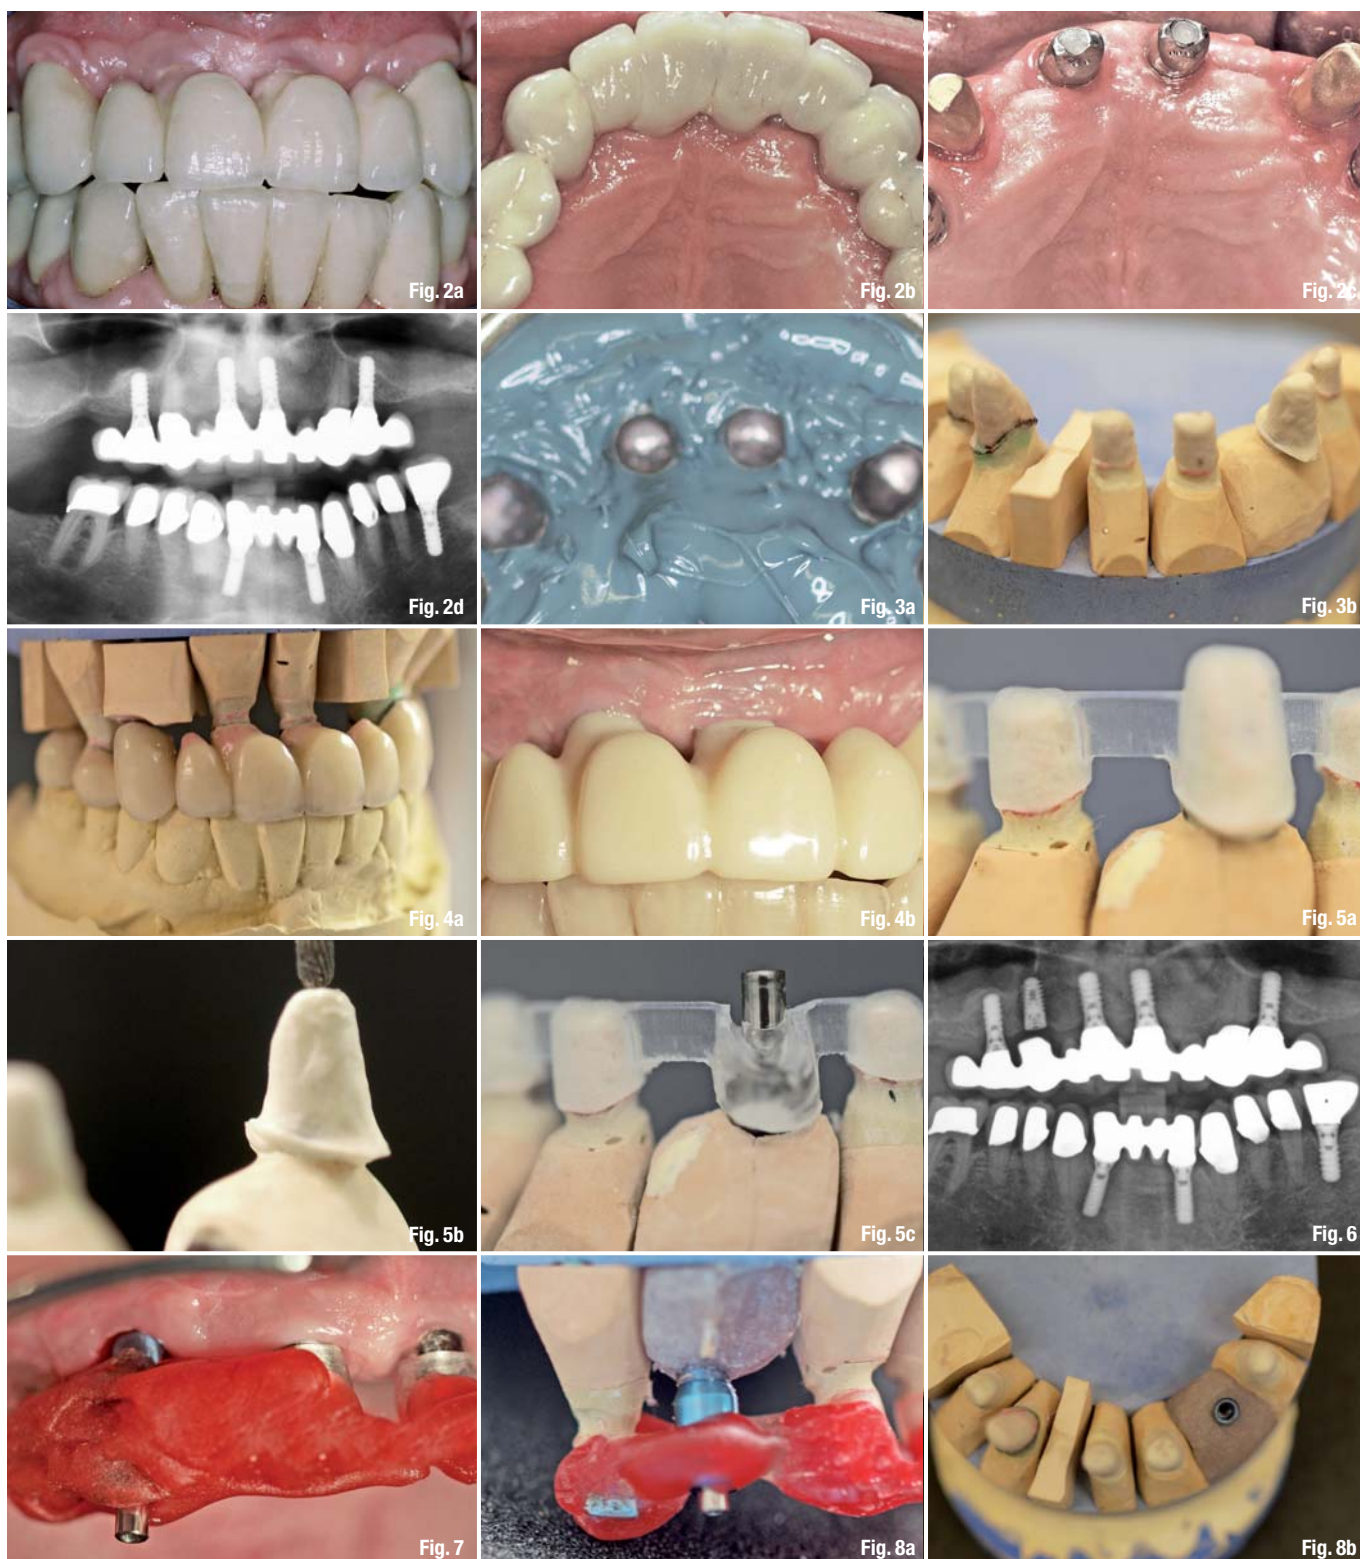 Fig. 2a
Fig. 2b
Fig. 2c
Fig. 2d
Fig. 3a
Fig. 3b
Fig. 4a
Fig. 4b
Fig. 5a
Fig. 5b
Fig. 5c
Fig. 6
Fig. 7
Fig. 8a
Fig. 8b